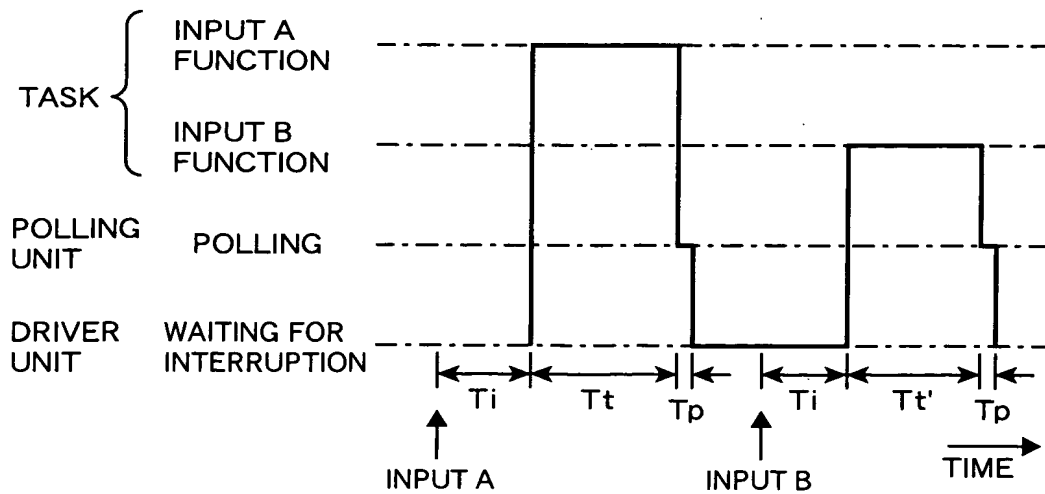 INPUT A
FUNCTION
TASK
INPUT B
FUNCTION
POLLING
UNIT
POLLING
DRIVER
UNIT
WAITING FOR
INTERRUPTION
Ti
Tt
Tp
Ti
Tt'
Tp
INPUT A
INPUT B
TIME